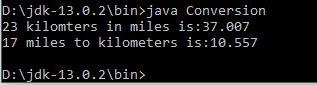 D:\jdk-13.0.2\bin>java Conversion
23 kilomters in miles is:37.007
17 miles to kilometers is:10.557
D:\jdk-13.0.2\bin>